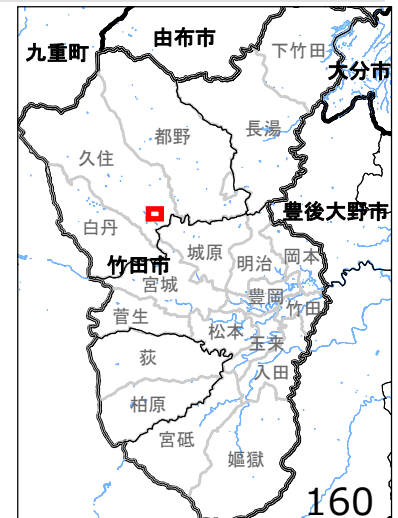 由布市
九重町
下竹田
大分市
都野
長湯
久住
豊後大野市
白丹
城原
岡本
明治
竹田市
宮城
豊岡
竹田
菅生
松本
玉来
荻
入田
柏原
宮砥
嫗獄
160